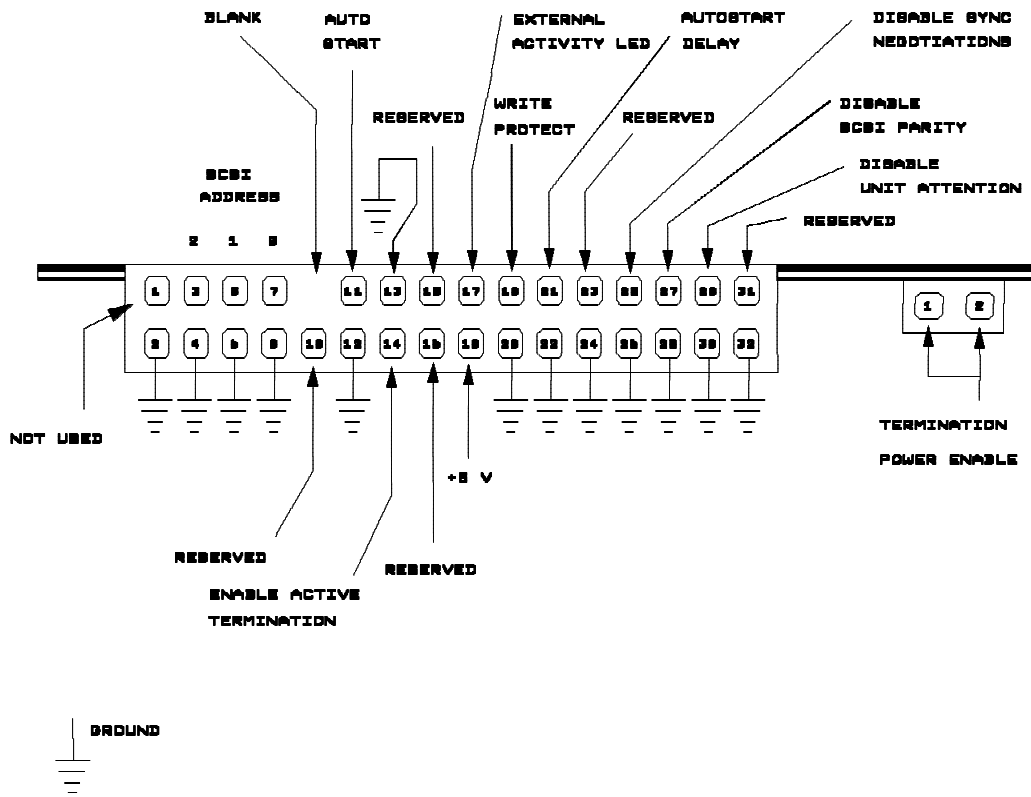 BLANK
AUTO
START
EXTERNAL
ACTIVITY LED
AUTOSTART
DELAY
DISABLE SYNC
NEGOTIATIONS
RESERVED
WRITE
PROTECT
RESERVED
DISABLE
SCSI PARITY
SCSI
ADDRESS
DISABLE
UNIT ATTENTION
RESERVED
2 1 0
1 3 5 7 11 13 15 17 19 21 23 25 27 29 31
1 2
2 4 6 8 10 12 14 16 18 20 22 24 26 28 30 32
NOT USED
TERMINATION
POWER ENABLE
+5 V
RESERVED
ENABLE ACTIVE
TERMINATION
RESERVED
GROUND